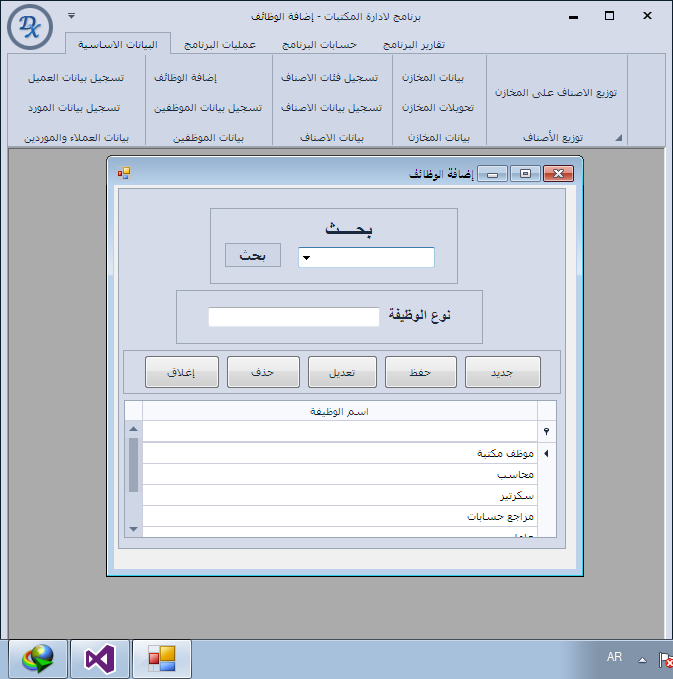 برنامج لادارة المكتبات - إضافة الوظائف
البيانات الاساسية
عمليات البرنامج
حسابات البرنامج
تقارير البرنامج
توزيع الاصناف على المخازن
توزيع الأصناف
بيانات المخازن
تحويلات المخازن
بيانات المخازن
تسجيل فئات الاصناف
تسجيل بيانات الاصناف
بيانات الاصناف
إضافة الوظائف
تسجيل بيانات الموظفين
بيانات الموظفين
تسجيل بيانات العميل
تسجيل بيانات المورد
بيانات العملاء والموردين
إضافة الوظائف
بحـــث
بحث
نوع الوظيفة
جديد
حفظ
تعديل
حذف
إغلاق
اسم الوظيفة
موظف مكتبة
محاسب
سكرتير
مراجع حسابات
AR